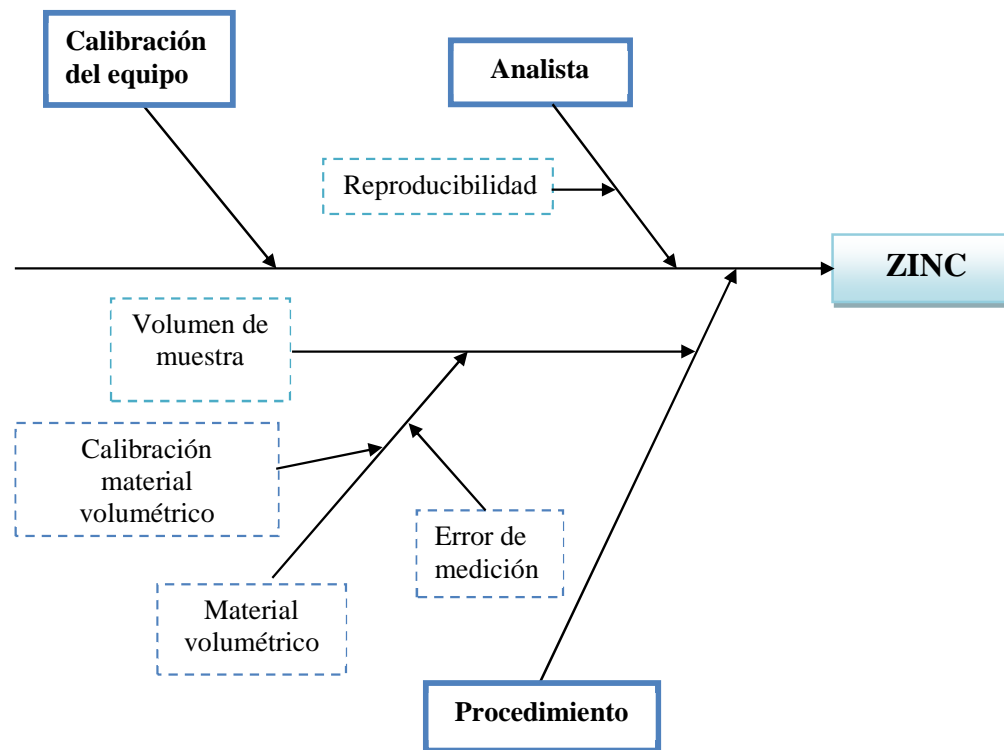 Calibración
del equipo
Analista
Reproducibilidad
ZINC
Volumen de
muestra
Calibración
material
volumétrico
Error de
medición
Material
volumétrico
Procedimiento